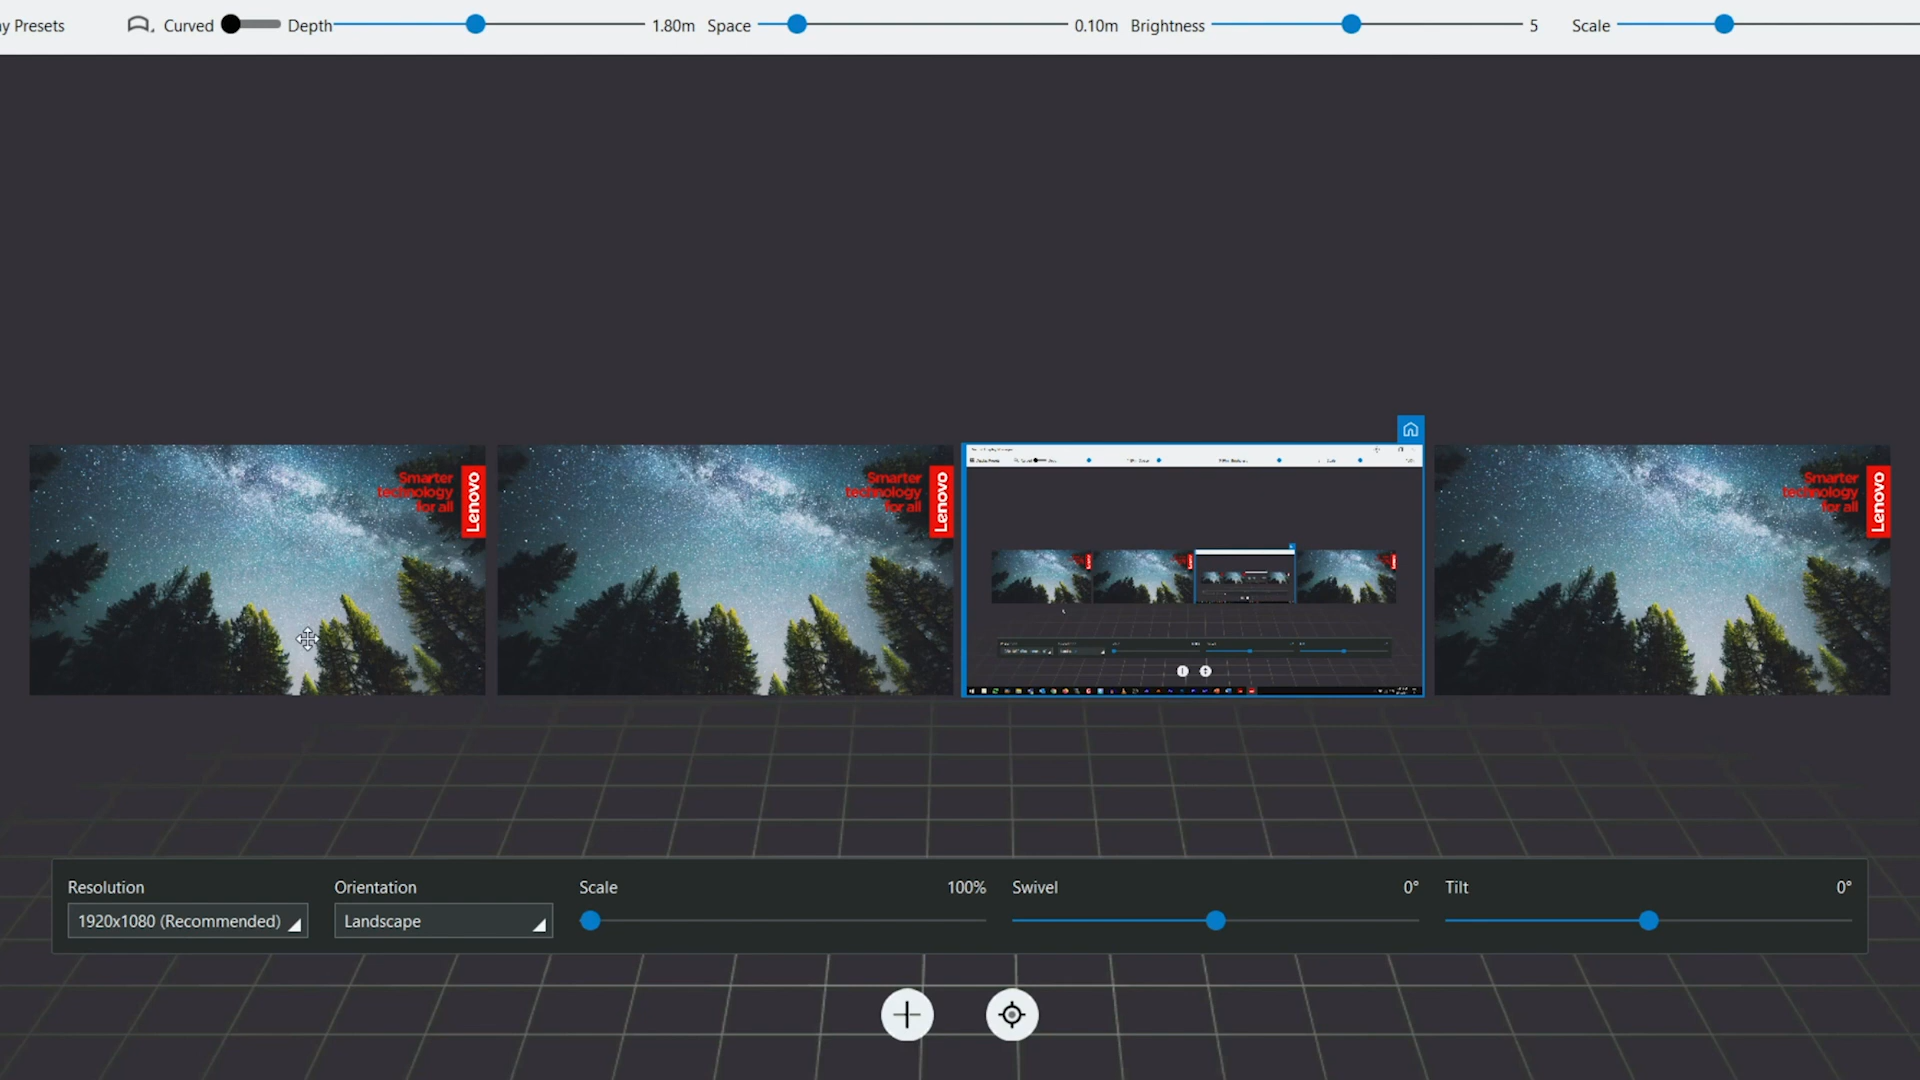 y Presets Curved Depth 1.80m Space 0.10m Brightness 5 Scale
Smarter
technology
for all
Lenovo
Smarter
technology
for all
Lenovo
Smarter
technology
for all
Lenovo
Resolution Orientation Scale 100% Swivel 0° Tilt 0°
1920x1080 (Recommended) Landscape